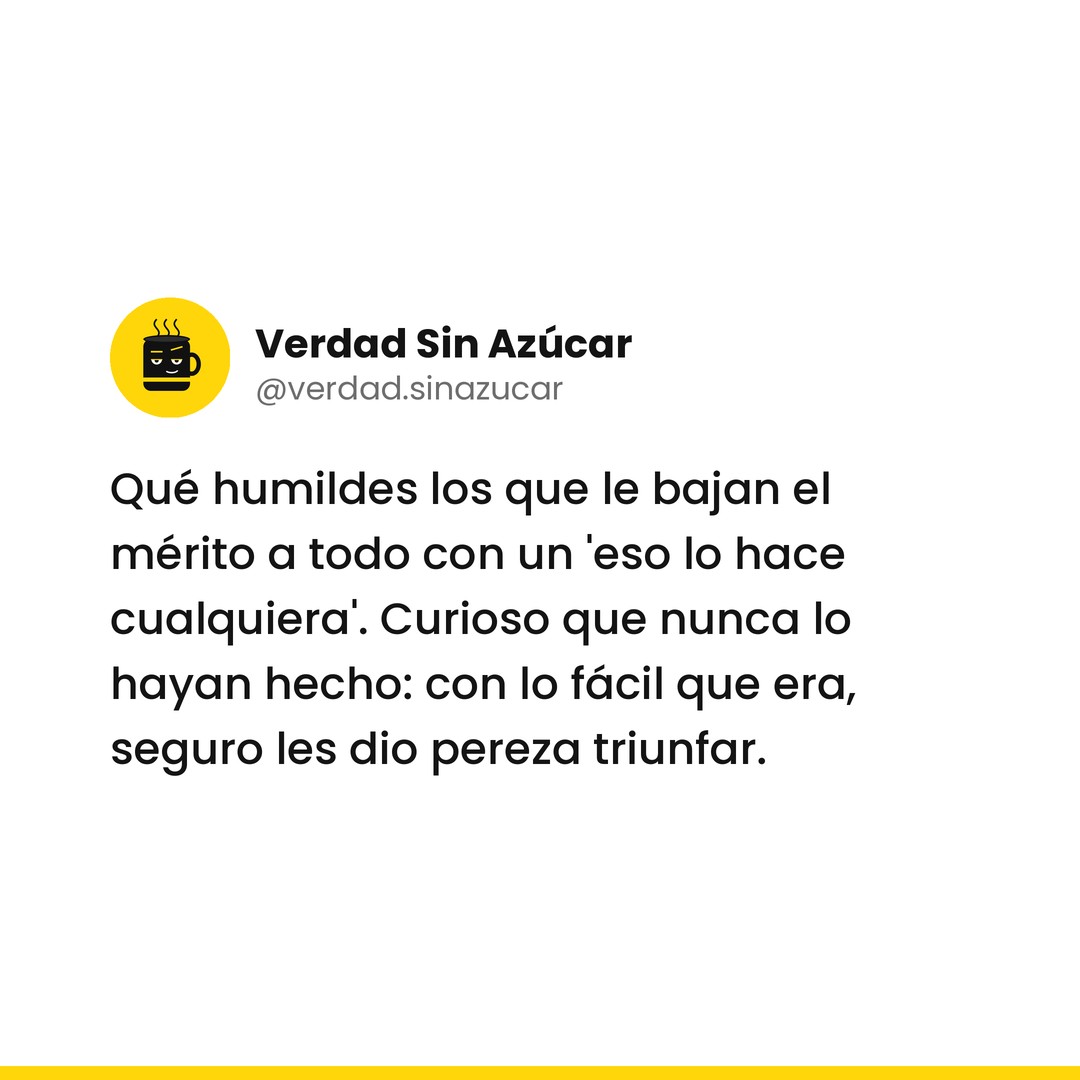 Verdad Sin Azúcar
@verdad.sinazucar
Qué humildes los que le bajan el
mérito a todo con un 'eso lo hace
cualquiera'. Curioso que nunca lo
hayan hecho: con lo fácil que era,
seguro les dio pereza triunfar.